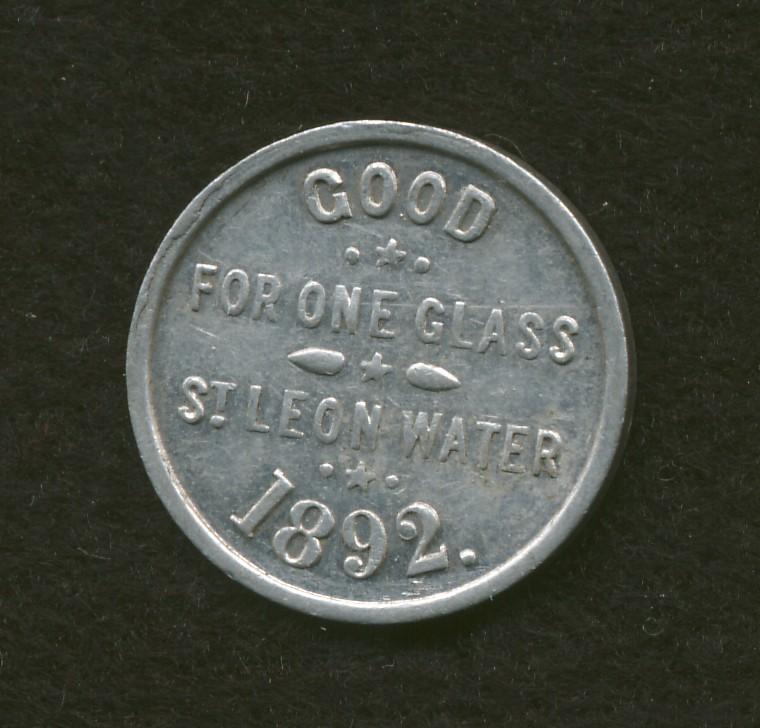 GOOD
FOR ONE GLASS
ST. LEON WATER
1892.